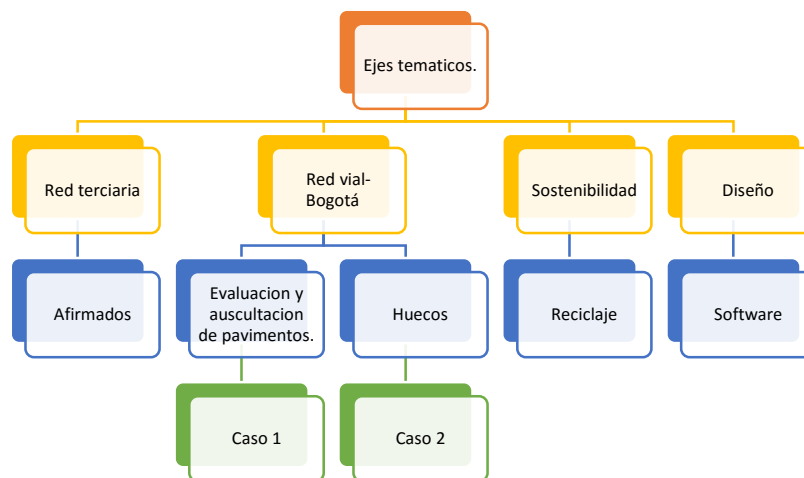 Ejes tematicos.
Red terciaria
Red vial-
Bogotá
Sostenibilidad
Diseño
Afirmados
Evaluacion y
auscultacion
de pavimentos.
Huecos
Reciclaje
Software
Caso 1
Caso 2